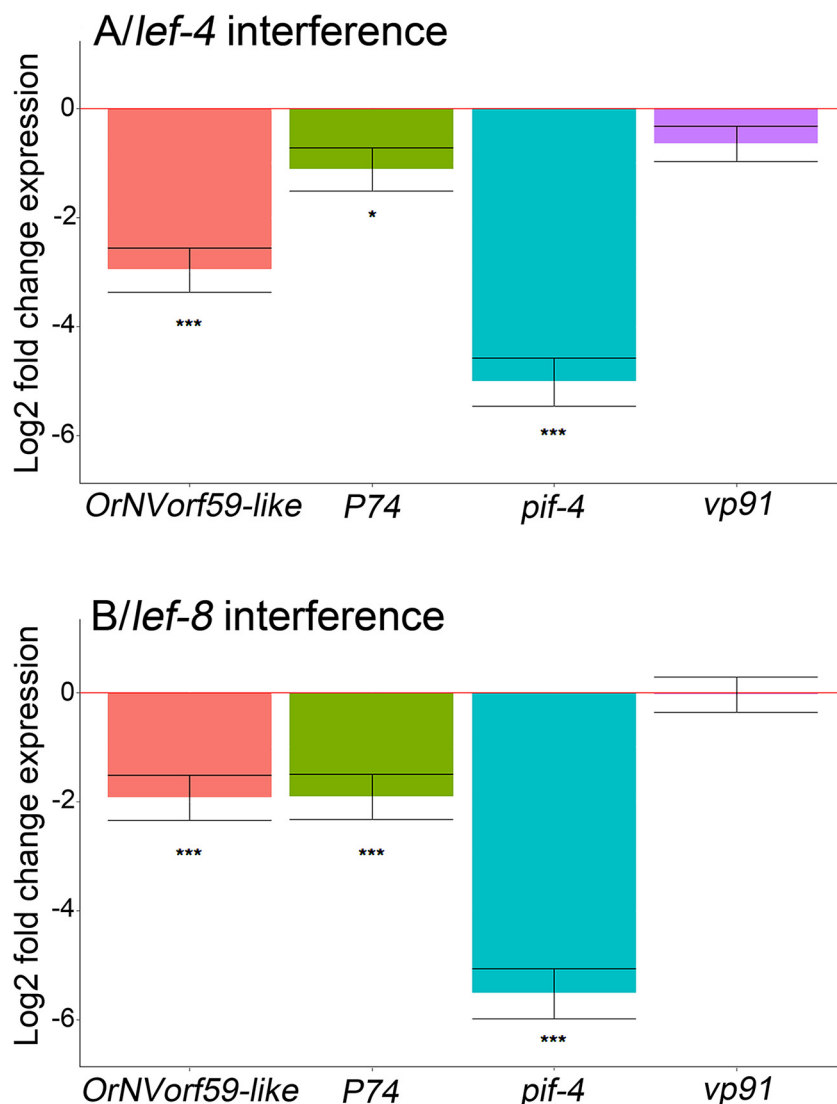 A/lef-4 interference
Log2 fold change expression
0
-2
-4
-6
***
*
***
OrNVorf59-like P74 pif-4 vp91
B/lef-8 interference
Log2 fold change expression
0
-2
-4
-6
*** ***
***
OrNVorf59-like P74 pif-4 vp91